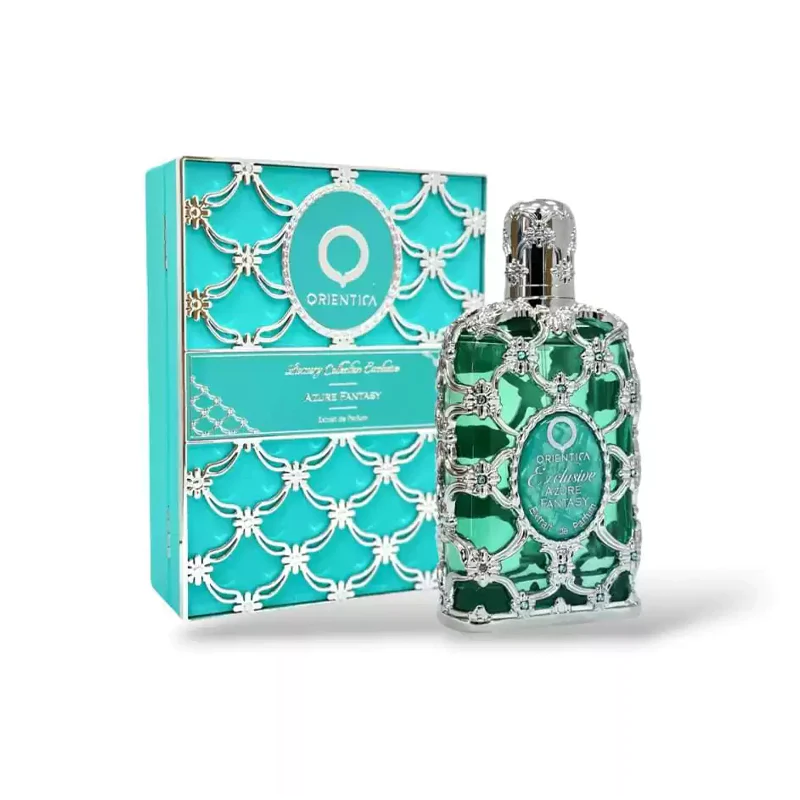 ORIENTICA
Luxury Collection Exclusive
AZURE FANTASY
Extrait de Parfum
ORIENTICA
Exclusive
AZURE
FANTASY
Extrait de Parfum